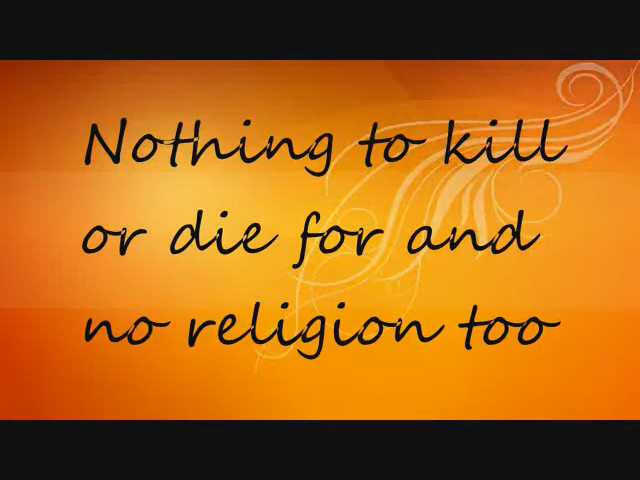 Nothing to kill
or die for and
no religion too